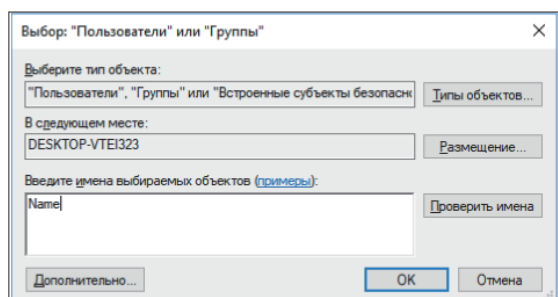 Выбор: "Пользователи" или "Группы"
Выберите тип объекта:
"Пользователи", "Группы" или "Встроенные субъекты безопасн
Типы объектов...
В следующем месте:
DESKTOP-VTEI323
Размещение...
Введите имена выбираемых объектов (примеры):
Name
Проверить имена
Дополнительно...
OK
Отмена